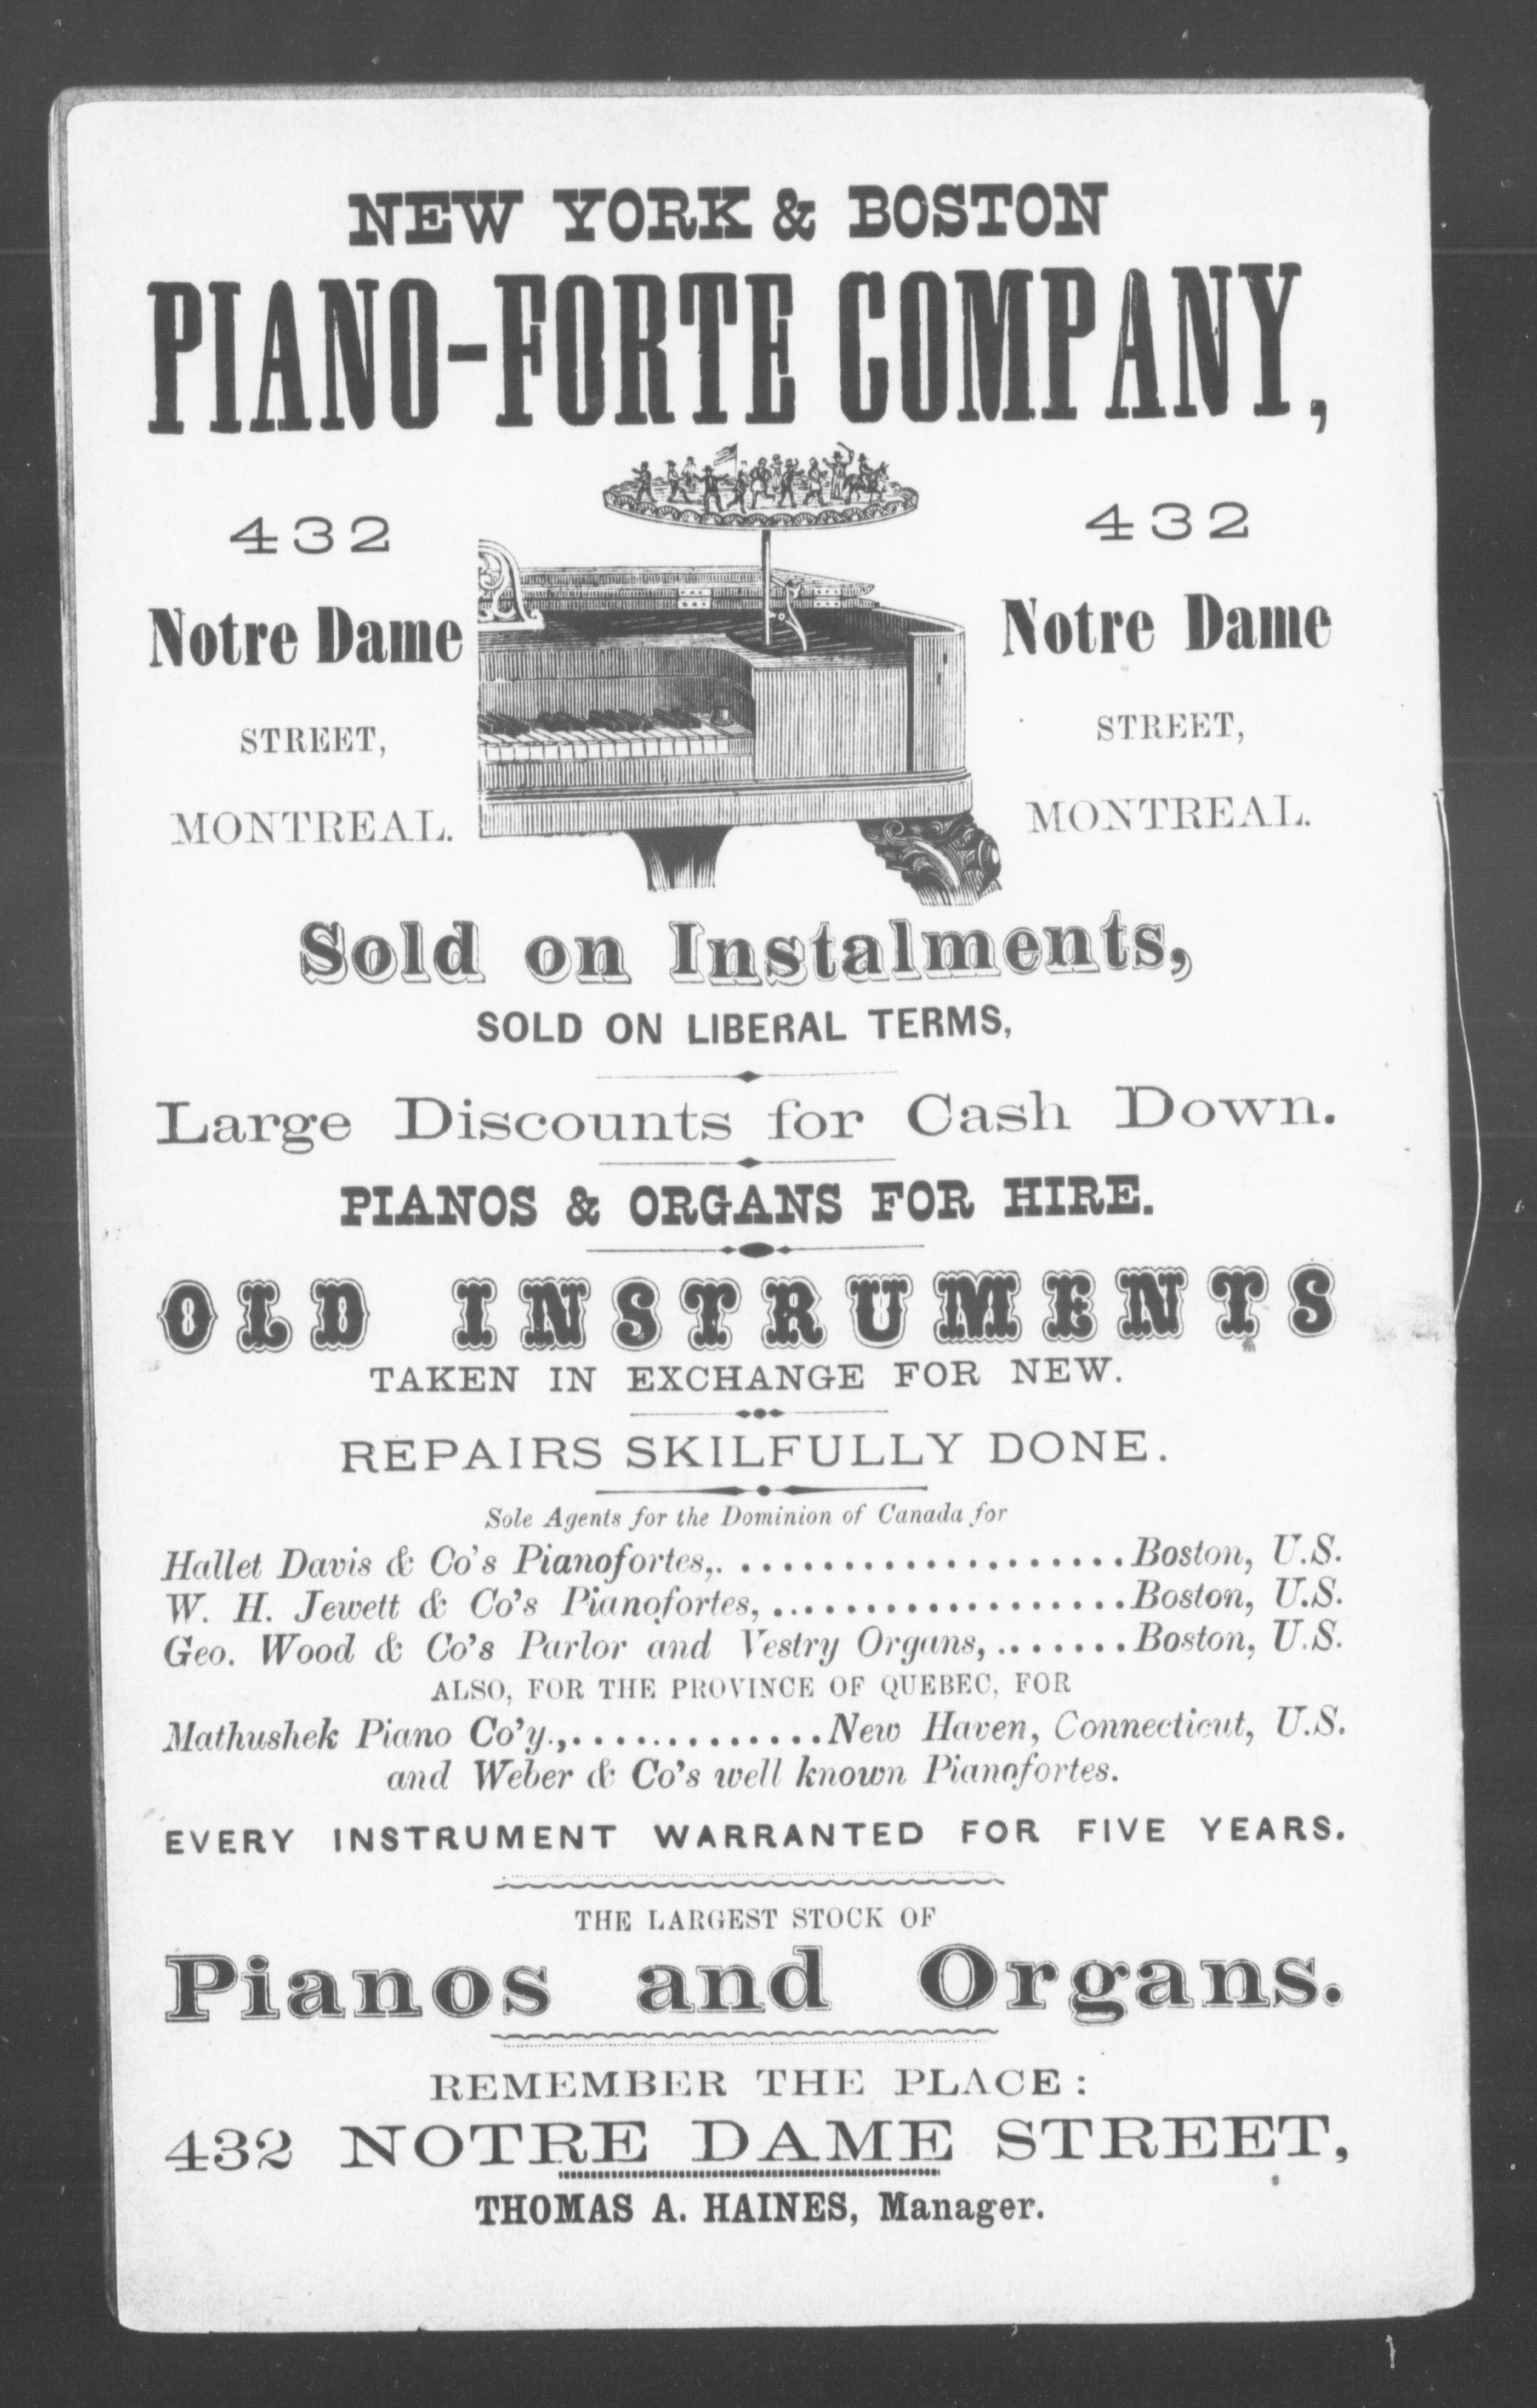 NEW YORK & BOSTON
PIANO-FORTE COMPANY,
432
Notre Dame
STREET,
MONTREAL.
432
Notre Dame
STREET,
MONTREAL.
Sold on Instalments,
SOLD ON LIBERAL TERMS,
Large Discounts for Cash Down.
PIANOS & ORGANS FOR HIRE.
OLD INSTRUMENTS
TAKEN IN EXCHANGE FOR NEW.
REPAIRS SKILFULLY DONE.
Sole Agents for the Dominion of Canada for
Hallet Davis & Co's Pianofortes,. ...................Boston, U.S.
W. H. Jewett & Co's Pianofortes, ...................Boston, U.S.
Geo. Wood & Co's Parlor and Vestry Organs, .......Boston, U.S.
ALSO, FOR THE PROVINCE OF QUEBEC, FOR
Mathushek Piano Co'y.,..............New Haven, Connecticut, U.S.
and Weber & Co's well known Pianofortes.
EVERY INSTRUMENT WARRANTED FOR FIVE YEARS.
THE LARGEST STOCK OF
Pianos and Organs.
REMEMBER THE PLACE:
432 NOTRE DAME STREET,
THOMAS A. HAINES, Manager.